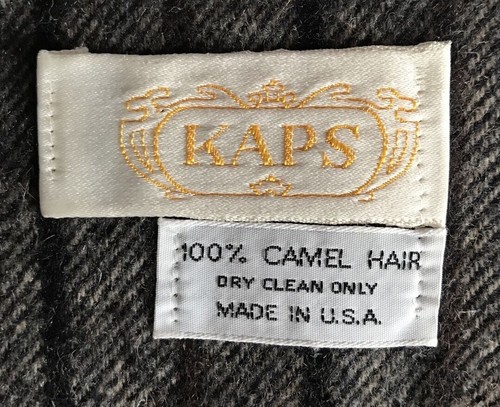 KAPS
100% CAMEL HAIR
DRY CLEAN ONLY
MADE IN U.S.A.